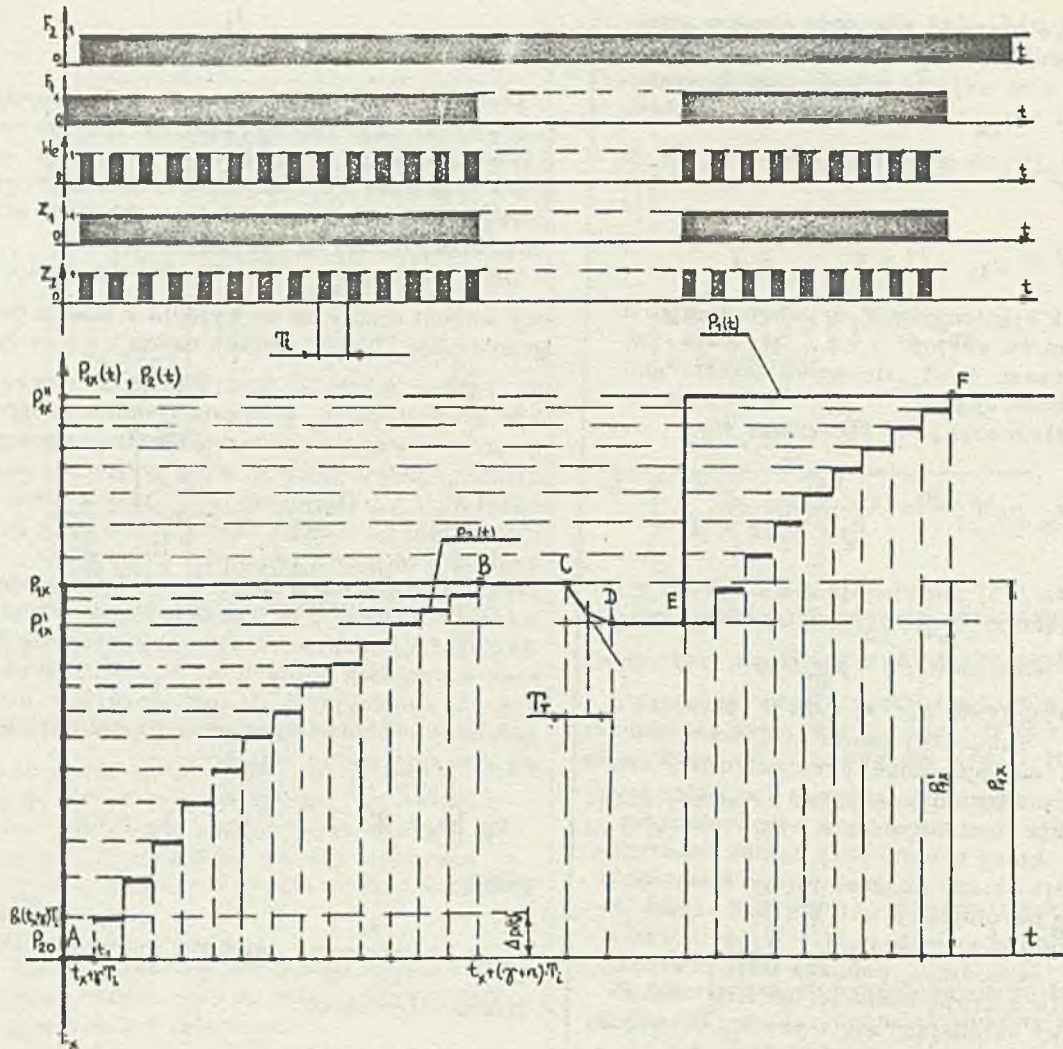 F₂ 1
0 t
F₁ 1
0 t
We 1
0 t
Z₁ 1
0 t
Z₂ 1
0 t
Tᵢ
P₁(t)
P₁ₓ(t), P₂(t)
P''₁ₓ
F
P₂(t)
P₁ₓ B C
P'₁ₓ D E
Tᵣ
P'₁ₓ P₁ₓ
P₂₀ A t₁ t
tₓ+γTᵢ tₓ+(γ+n)·Tᵢ
tₓ